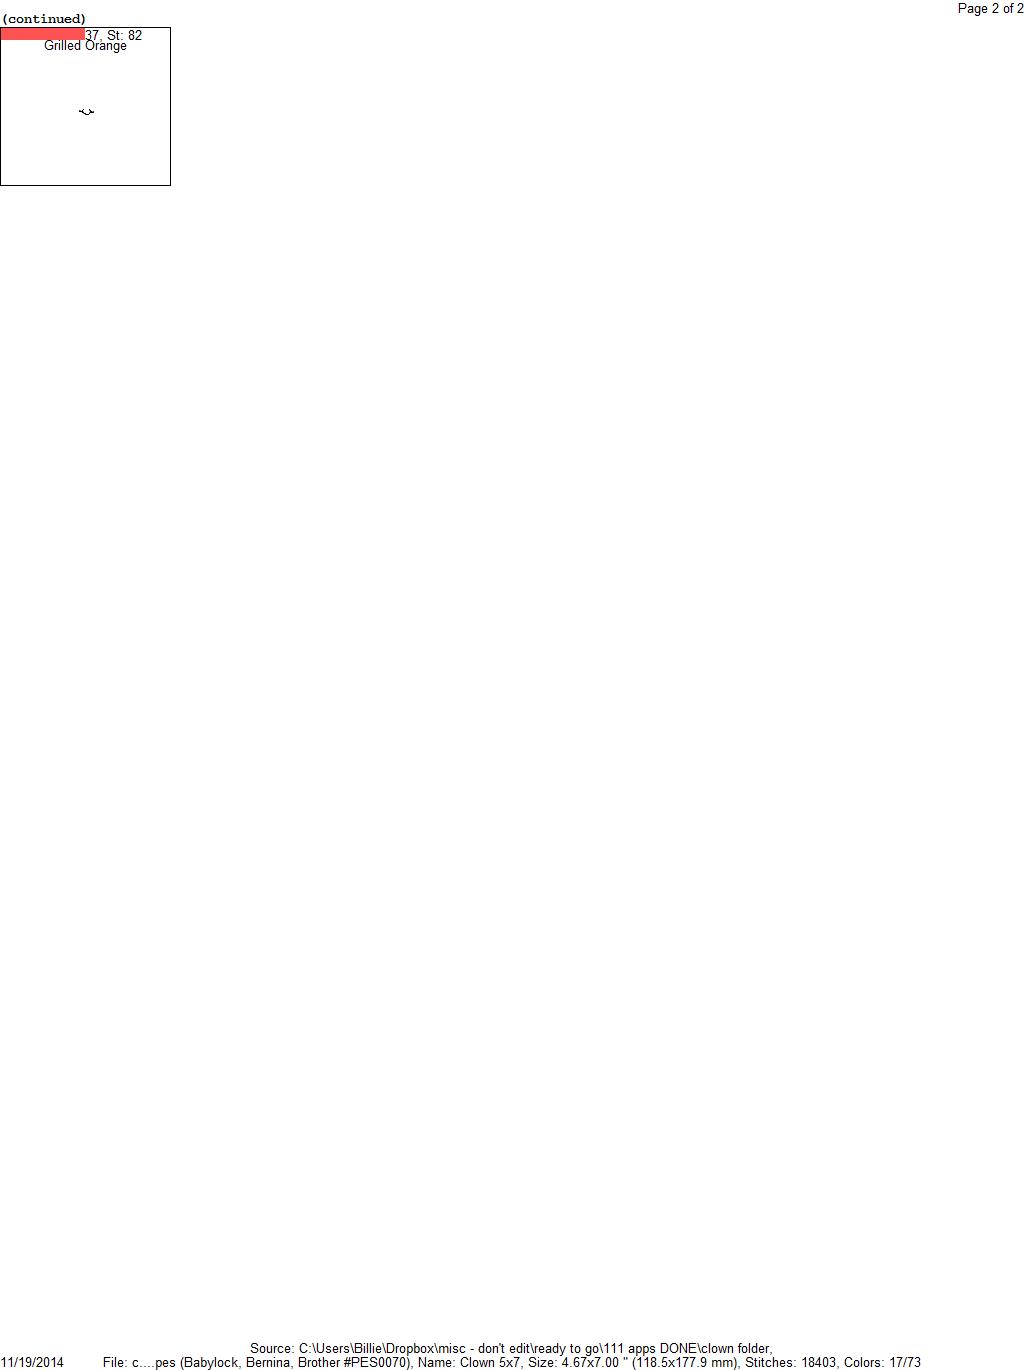 Page 2 of 2
(continued)
37, St: 82
Grilled Orange
Source: C:\Users\Billie\Dropbox\misc - don't edit\ready to go\111 apps DONE\clown folder,
11/19/2014 File: c....pes (Babylock, Bernina, Brother #PES0070), Name: Clown 5x7, Size: 4.67x7.00 " (118.5x177.9 mm), Stitches: 18403, Colors: 17/73